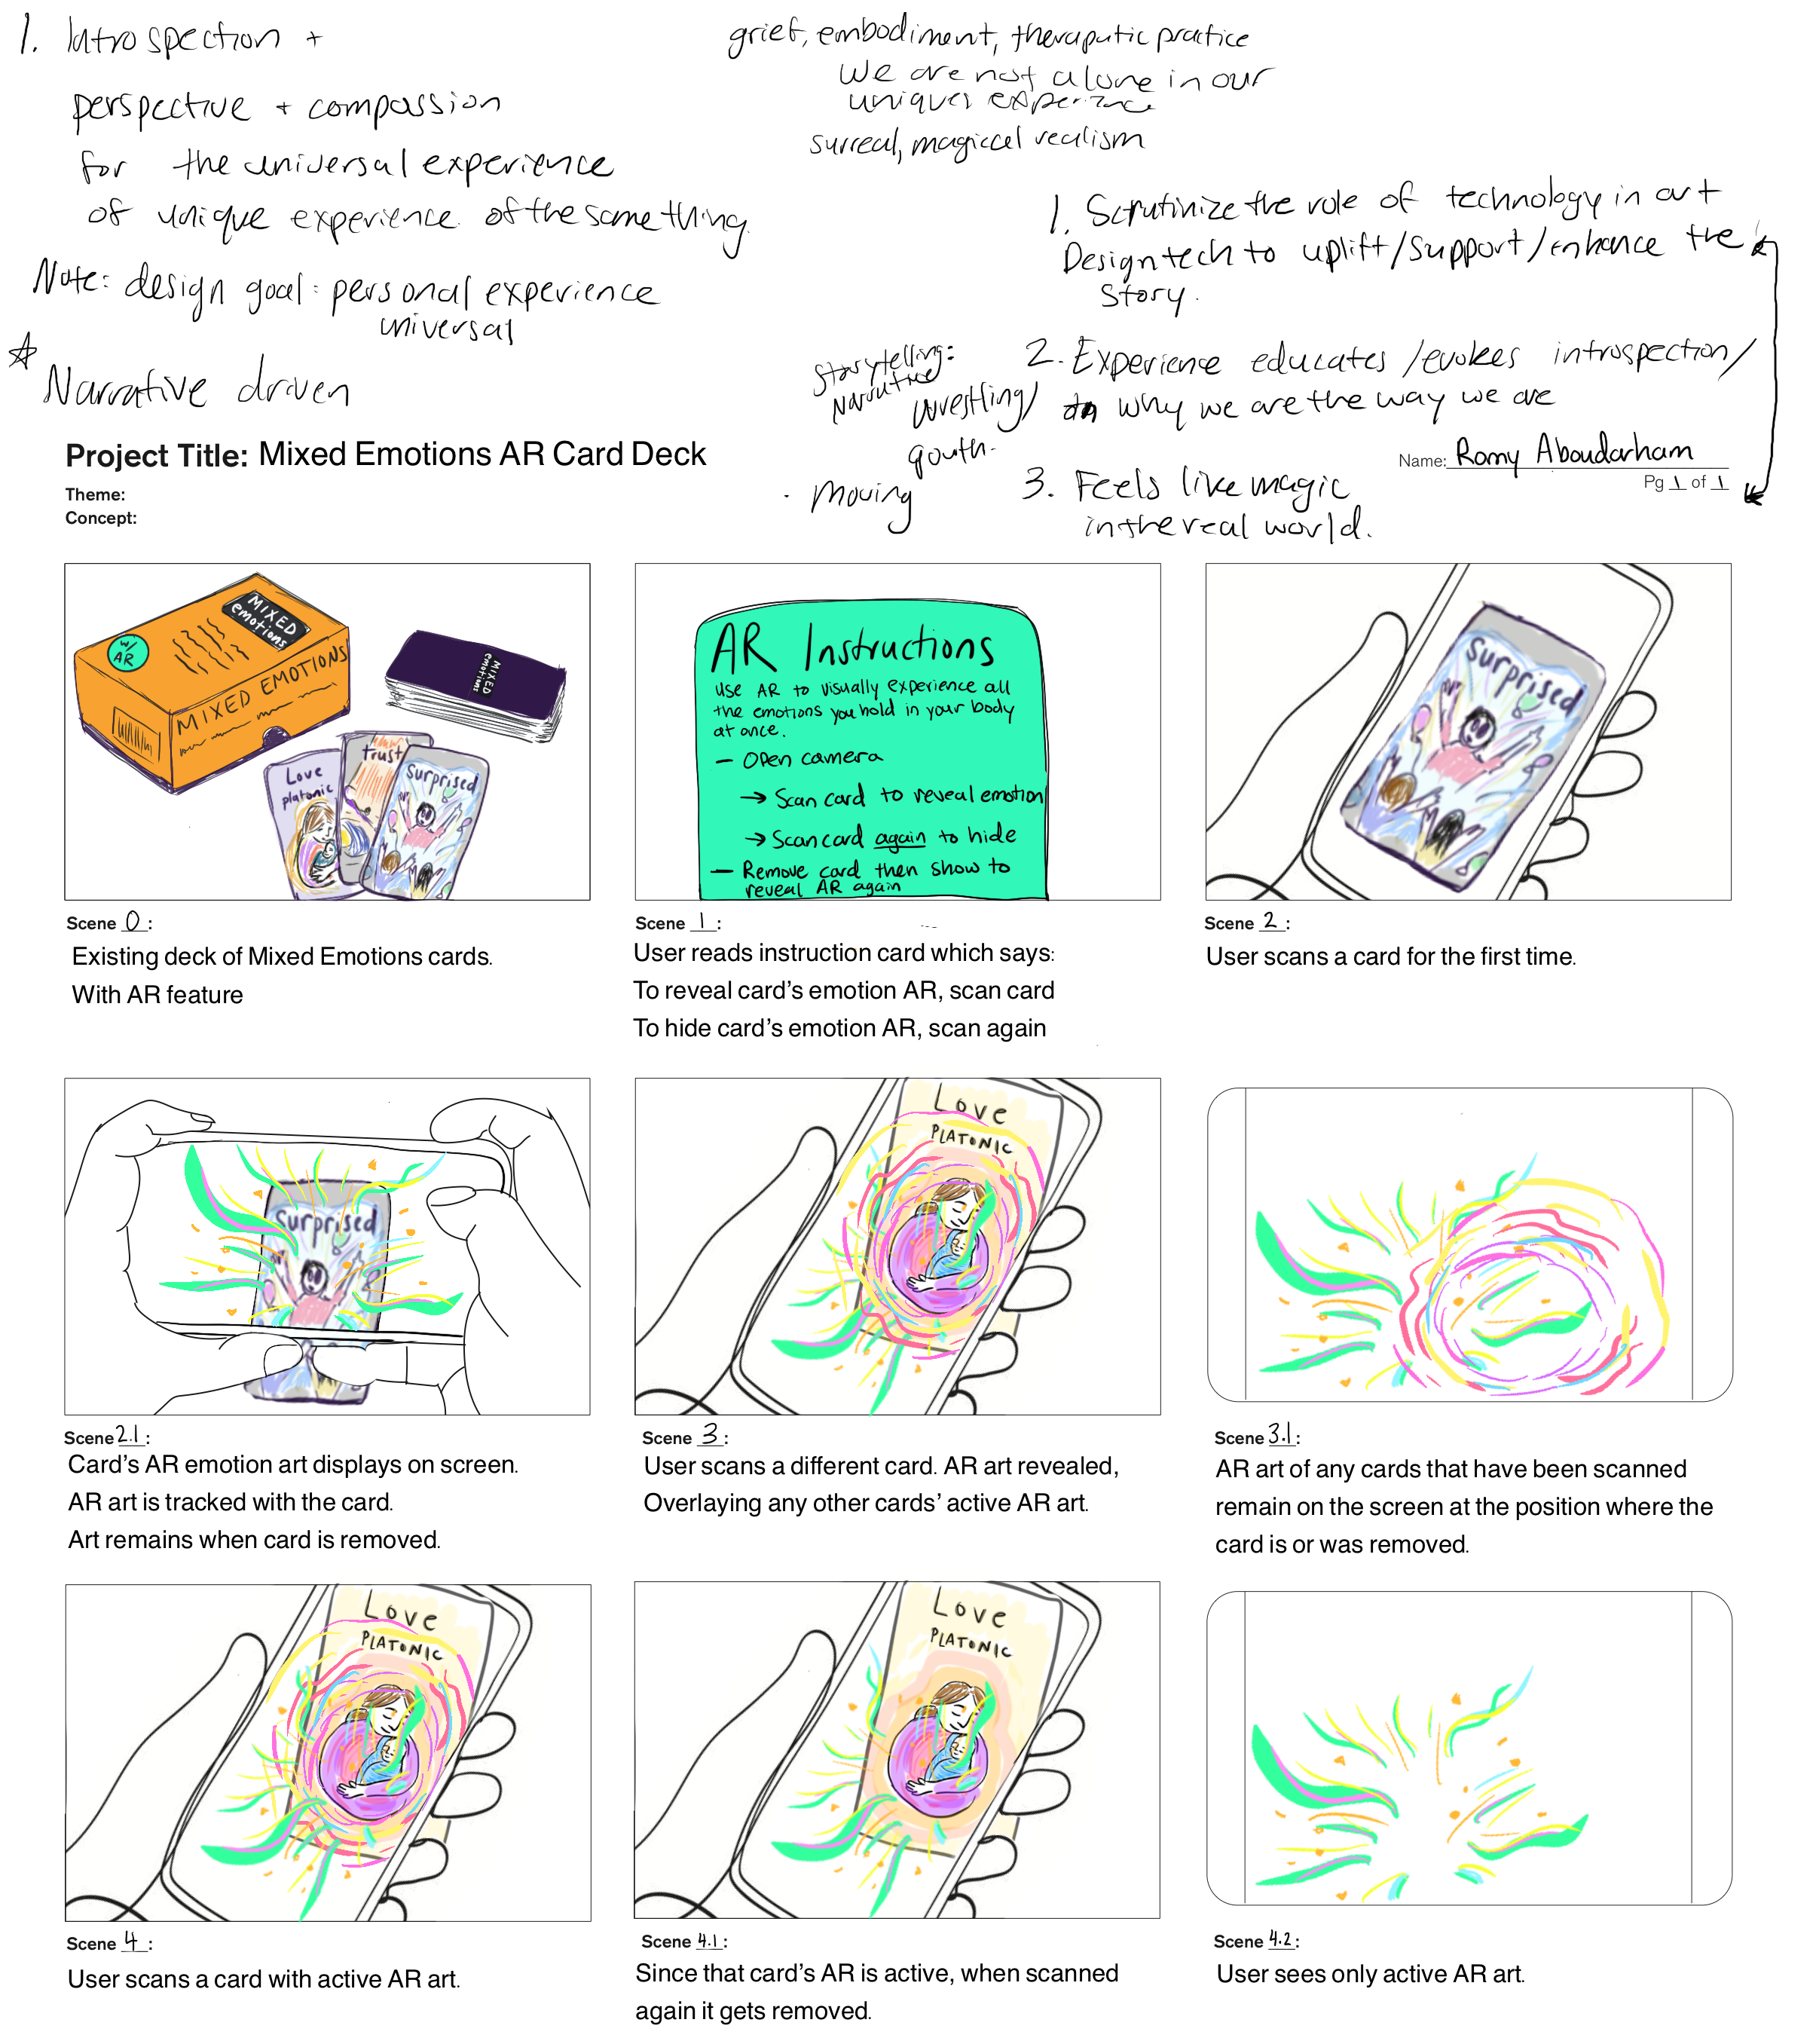 1. Introspection +
perspective + compassion
for the universal experience
of unique experience of the same thing.
Note: design goal: personal experience
universal
Narrative driven
grief, embodiment, theraputic practice
We are not alone in our
unique experience
surreal, magical realism
1. Scrutinize the role of technology in art
Design tech to uplift/support/enhance the
story.
2. Experience educates/evokes introspection/
why we are the way we are
3. Feels like magic
in the real world.
Storytelling:
Narrative
wrestling/
youth.
. moving
Project Title: Mixed Emotions AR Card Deck
Theme:
Concept:
Name: Romy Aboudarham
Pg 1 of 1
W/
AR
MIXED
emotions
MIXED EMOTIONS
MIXED
emotions
Love
platonic
Trust
Surprised
AR Instructions
Use AR to visually experience all
the emotions you hold in your body
at once.
— Open camera
→ Scan card to reveal emotion
→ Scan card again to hide
— Remove card then show to
reveal AR again
Surprised
Scene 0:
Existing deck of Mixed Emotions cards.
With AR feature
Scene 1:
User reads instruction card which says:
To reveal card's emotion AR, scan card
To hide card's emotion AR, scan again
Scene 2:
User scans a card for the first time.
Surprised
Love
PLATONIC
Scene 2.1:
Card's AR emotion art displays on screen.
AR art is tracked with the card.
Art remains when card is removed.
Scene 3:
User scans a different card. AR art revealed,
Overlaying any other cards' active AR art.
Scene 3.1:
AR art of any cards that have been scanned
remain on the screen at the position where the
card is or was removed.
Love
PLATONIC
Love
PLATONIC
Scene 4:
User scans a card with active AR art.
Scene 4.1:
Since that card's AR is active, when scanned
again it gets removed.
Scene 4.2:
User sees only active AR art.